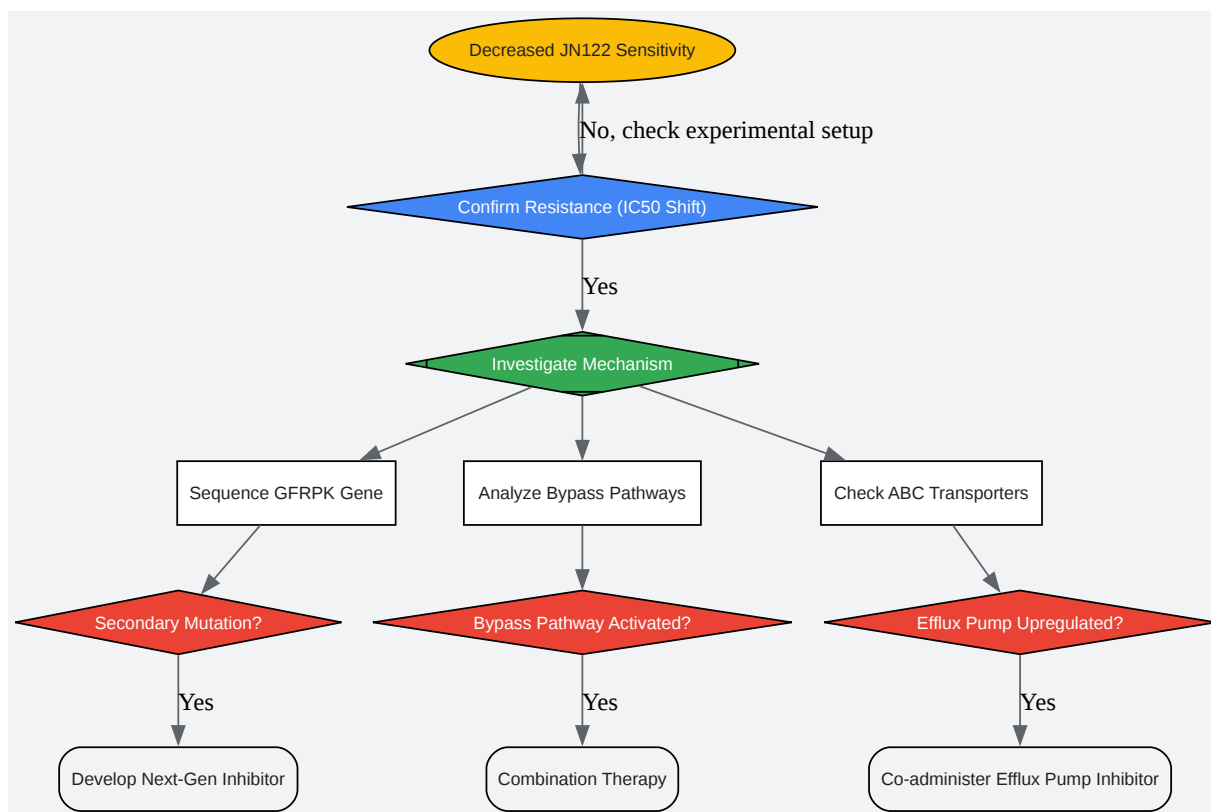 Decreased JN122 Sensitivity
No, check experimental setup
Confirm Resistance (IC50 Shift)
Yes
Investigate Mechanism
Sequence GFRPK Gene
Analyze Bypass Pathways
Check ABC Transporters
Secondary Mutation?
Bypass Pathway Activated?
Efflux Pump Upregulated?
Yes
Yes
Yes
Develop Next-Gen Inhibitor
Combination Therapy
Co-administer Efflux Pump Inhibitor